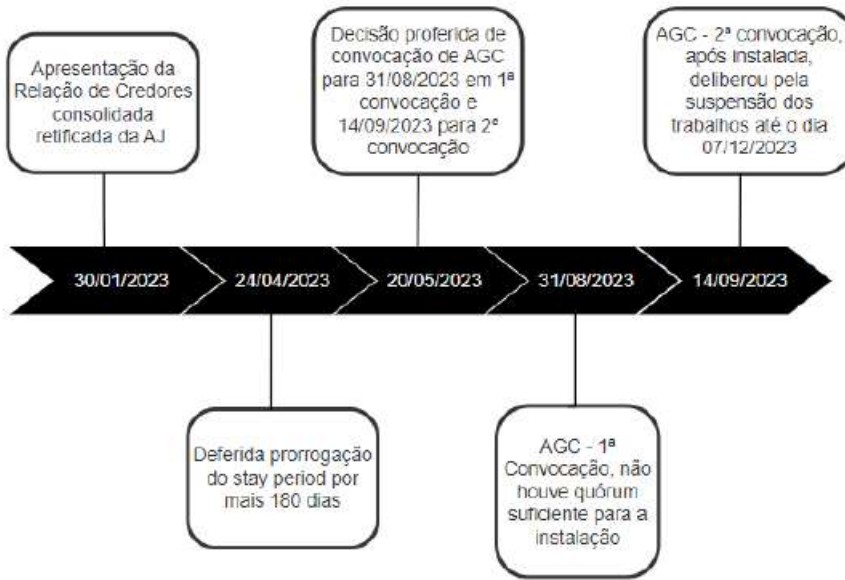 Apresentação da
Relação de Credores
consolidada
retificada da AJ
Decisão proferida de
convocação de AGC
para 31/08/2023 em 1ª
convocação e
14/09/2023 para 2ª
convocação
AGC - 2ª convocação,
após instalada,
deliberou pela
suspensão dos
trabalhos até o dia
07/12/2023
30/01/2023
24/04/2023
20/05/2023
31/08/2023
14/09/2023
Deferida prorrogação
do stay period por
mais 180 dias
AGC - 1ª
Convocação, não
houve quórum
suficiente para a
instalação